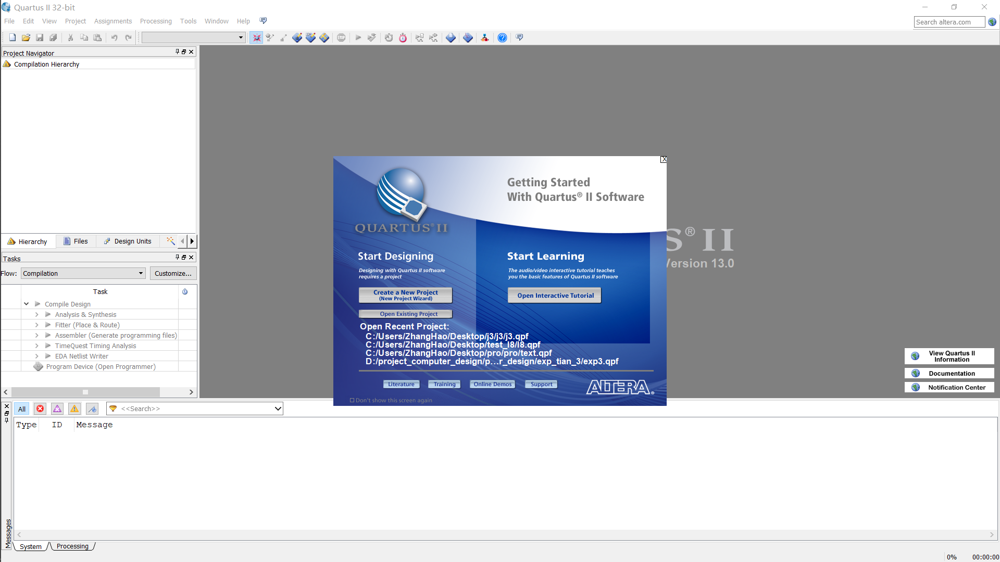 Quartus II 32-bit
File Edit View Project Assignments Processing Tools Window Help
Search altera.com
STOP
Project Navigator
Compilation Hierarchy
Hierarchy Files Design Units
Tasks
Flow: Compilation Customize...
Task
Compile Design
Analysis & Synthesis
Fitter (Place & Route)
Assembler (Generate programming files)
TimeQuest Timing Analysis
EDA Netlist Writer
Program Device (Open Programmer)
X
Getting Started
With Quartus® II Software
QUARTUS® II
Start Designing
Designing with Quartus II software
requires a project
Create a New Project
(New Project Wizard)
Open Existing Project
Start Learning
The audio/video interactive tutorial teaches
you the basic features of Quartus II software
Open Interactive Tutorial
Open Recent Project:
C:/Users/ZhangHao/Desktop/j3/j3/j3.qpf
C:/Users/ZhangHao/Desktop/test_l8/l8.qpf
C:/Users/ZhangHao/Desktop/pro/pro/text.qpf
D:/project_computer_design/p...r_design/exp_tian_3/exp3.qpf
Literature Training Online Demos Support
ALTERA®
Don't show this screen again
S® II
Version 13.0
View Quartus II
Information
Documentation
Notification Center
All <<Search>>
Type ID Message
Messages
System Processing
0% 00:00:00